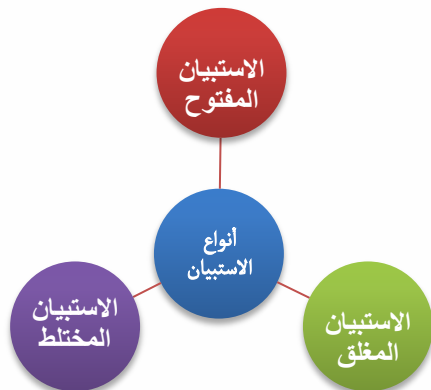 الاستبيان
المفتوح
أنواع
الاستبيان
الاستبيان
المغلق
الاستبيان
المختلط